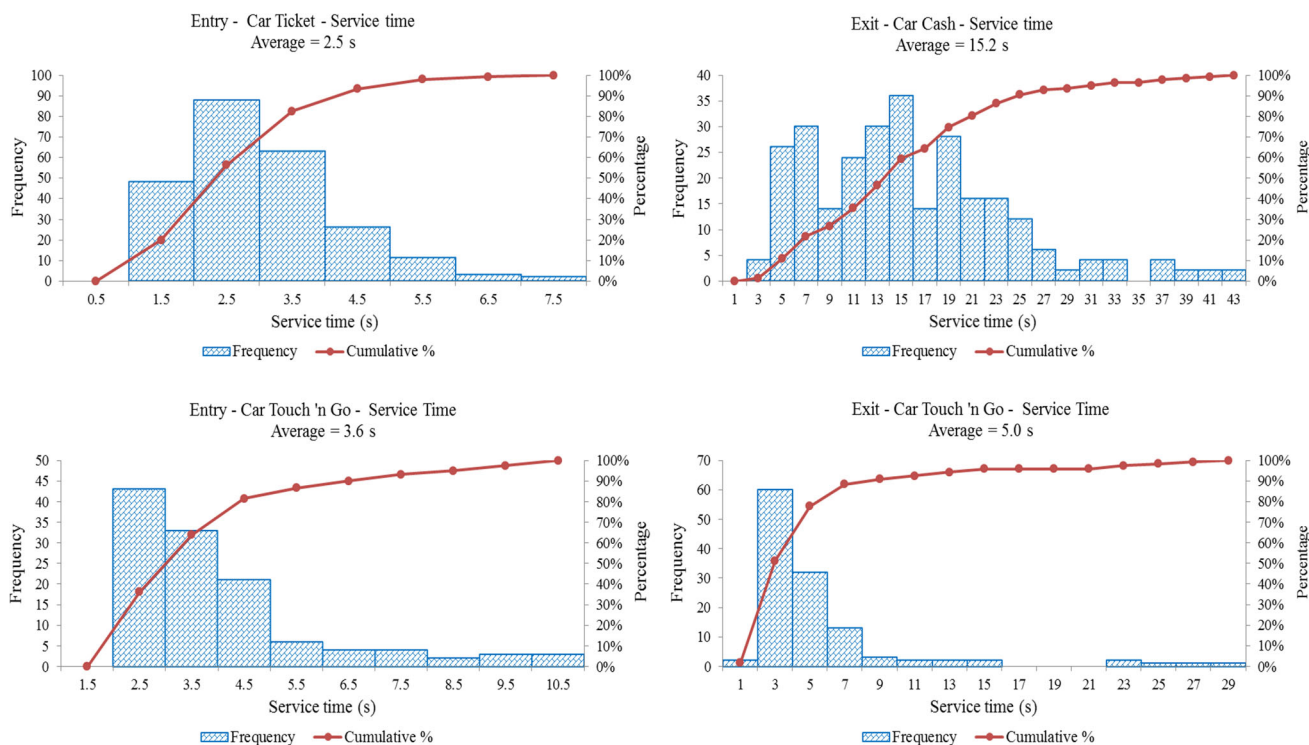 Entry - Car Ticket - Service time
Average = 2.5 s
100
90
80
70
60
50
40
30
20
10
0
Frequency
100%
90%
80%
70%
60%
50%
40%
30%
20%
10%
0%
Percentage
0.5 1.5 2.5 3.5 4.5 5.5 6.5 7.5
Service time (s)
Frequency Cumulative %
Exit - Car Cash - Service time
Average = 15.2 s
40
35
30
25
20
15
10
5
0
Frequency
100%
90%
80%
70%
60%
50%
40%
30%
20%
10%
0%
Percentage
1 3 5 7 9 11 13 15 17 19 21 23 25 27 29 31 33 35 37 39 41 43
Service time (s)
Frequency Cumulative %
Entry - Car Touch 'n Go - Service Time
Average = 3.6 s
50
45
40
35
30
25
20
15
10
5
0
Frequency
100%
90%
80%
70%
60%
50%
40%
30%
20%
10%
0%
Percentage
1.5 2.5 3.5 4.5 5.5 6.5 7.5 8.5 9.5 10.5
Service time (s)
Frequency Cumulative %
Exit - Car Touch 'n Go - Service Time
Average = 5.0 s
70
60
50
40
30
20
10
0
Frequency
100%
90%
80%
70%
60%
50%
40%
30%
20%
10%
0%
Percentage
1 3 5 7 9 11 13 15 17 19 21 23 25 27 29
Service time (s)
Frequency Cumulative %